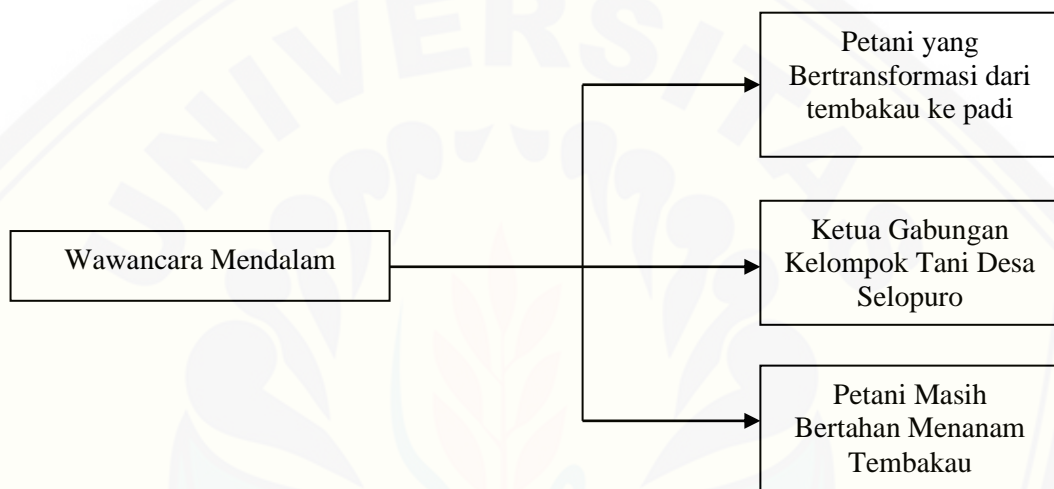 UNIVERSITAS
Petani yang
Bertransformasi dari
tembakau ke padi
Wawancara Mendalam
Ketua Gabungan
Kelompok Tani Desa
Selopuro
Petani Masih
Bertahan Menanam
Tembakau